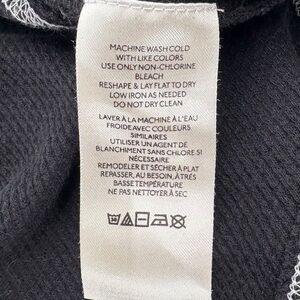 MACHINE WASH COLD
WITH LIKE COLORS
USE ONLY NON-CHLORINE
BLEACH
RESHAPE & LAY FLAT TO DRY
LOW IRON AS NEEDED
DO NOT DRY CLEAN
LAVER À LA MACHINE À L'EAU
FROIDE AVEC COULEURS
SIMILAIRES
UTILISER UN AGENT DE
BLANCHIMENT SANS CHLORE SI
NÉCESSAIRE
REMODELER ET SÉCHER À PLAT
REPASSER, AU BESOIN, À TRÈS
BASSE TEMPÉRATURE
NE PAS NETTOYER À SEC